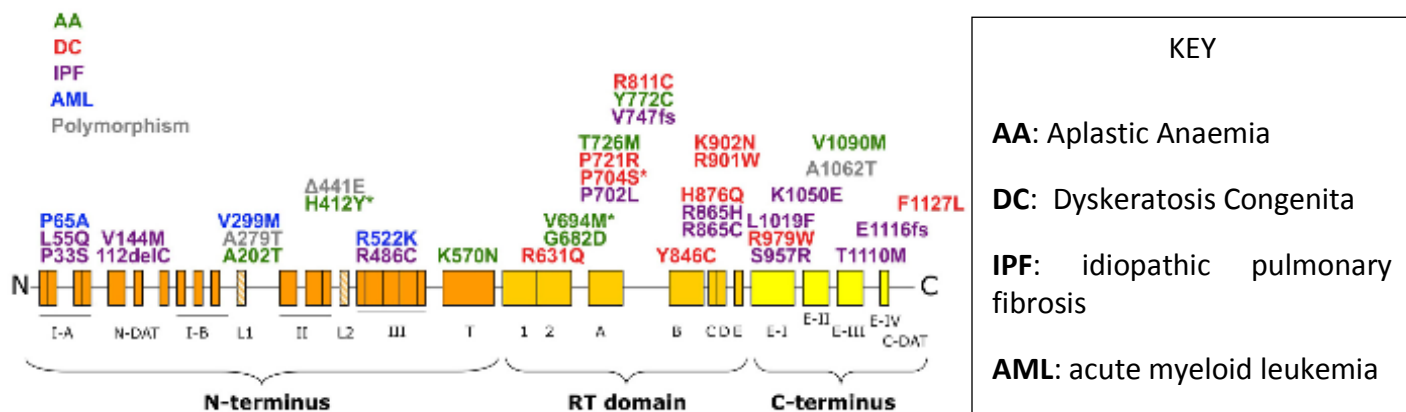 AA
DC
IPF
AML
Polymorphism
R811C
Y772C
V747fs
T726M
P721R
P704S*
P702L
K902N
R901W
V1090M
A1062T
Δ441E
H412Y*
H876Q
R865H
R865C
K1050E
F1127L
P65A
L55Q
P33S
V144M
112delC
V299M
A279T
A202T
R522K
R486C
K570N
V694M*
G682D
R631Q
Y846C
L1019F
R979W
S957R
E1116fs
T1110M
N
C
I-A N-DAT I-B L1 II L2 III T 1 2 A B C D E E-I E-II E-III E-IV C-DAT
N-terminus RT domain C-terminus
KEY
AA: Aplastic Anaemia
DC: Dyskeratosis Congenita
IPF: idiopathic pulmonary
fibrosis
AML: acute myeloid leukemia